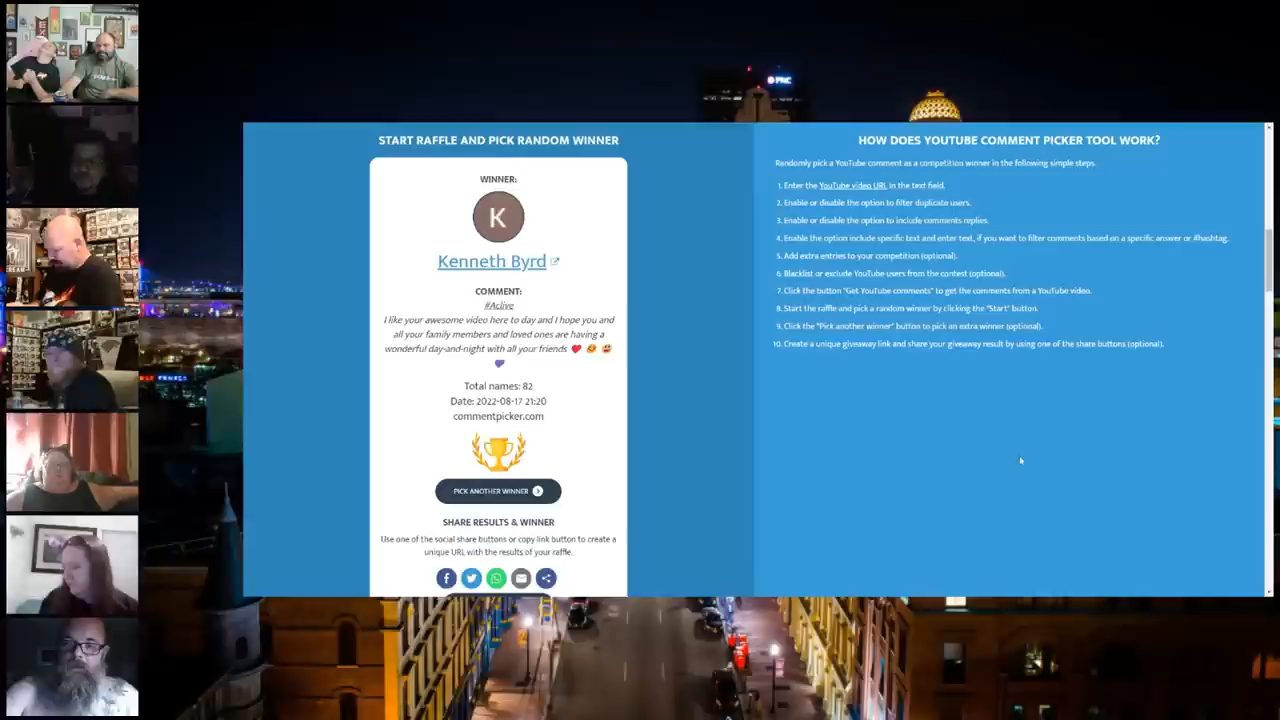 PNC
START RAFFLE AND PICK RANDOM WINNER
WINNER:
K
Kenneth Byrd
COMMENT:
#Aclive
I like your awesome video here to day and I hope you and
all your family members and loved ones are having a
wonderful day-and-night with all your friends ❤️ 🥰 😃
💜
Total names: 82
Date: 2022-08-17 21:20
commentpicker.com
PICK ANOTHER WINNER
SHARE RESULTS & WINNER
Use one of the social share buttons or copy link button to create a
unique URL with the results of your raffle.
HOW DOES YOUTUBE COMMENT PICKER TOOL WORK?
Randomly pick a YouTube comment as a competition winner in the following simple steps.
1. Enter the YouTube video URL in the text field.
2. Enable or disable the option to filter duplicate users.
3. Enable or disable the option to include comments replies.
4. Enable the option include specific text and enter text, if you want to filter comments based on a specific answer or #hashtag.
5. Add extra entries to your competition (optional).
6. Blacklist or exclude YouTube users from the contest (optional).
7. Click the button "Get YouTube comments" to get the comments from a YouTube video.
8. Start the raffle and pick a random winner by clicking the "Start" button.
9. Click the "Pick another winner" button to pick an extra winner (optional).
10. Create a unique giveaway link and share your giveaway result by using one of the share buttons (optional).